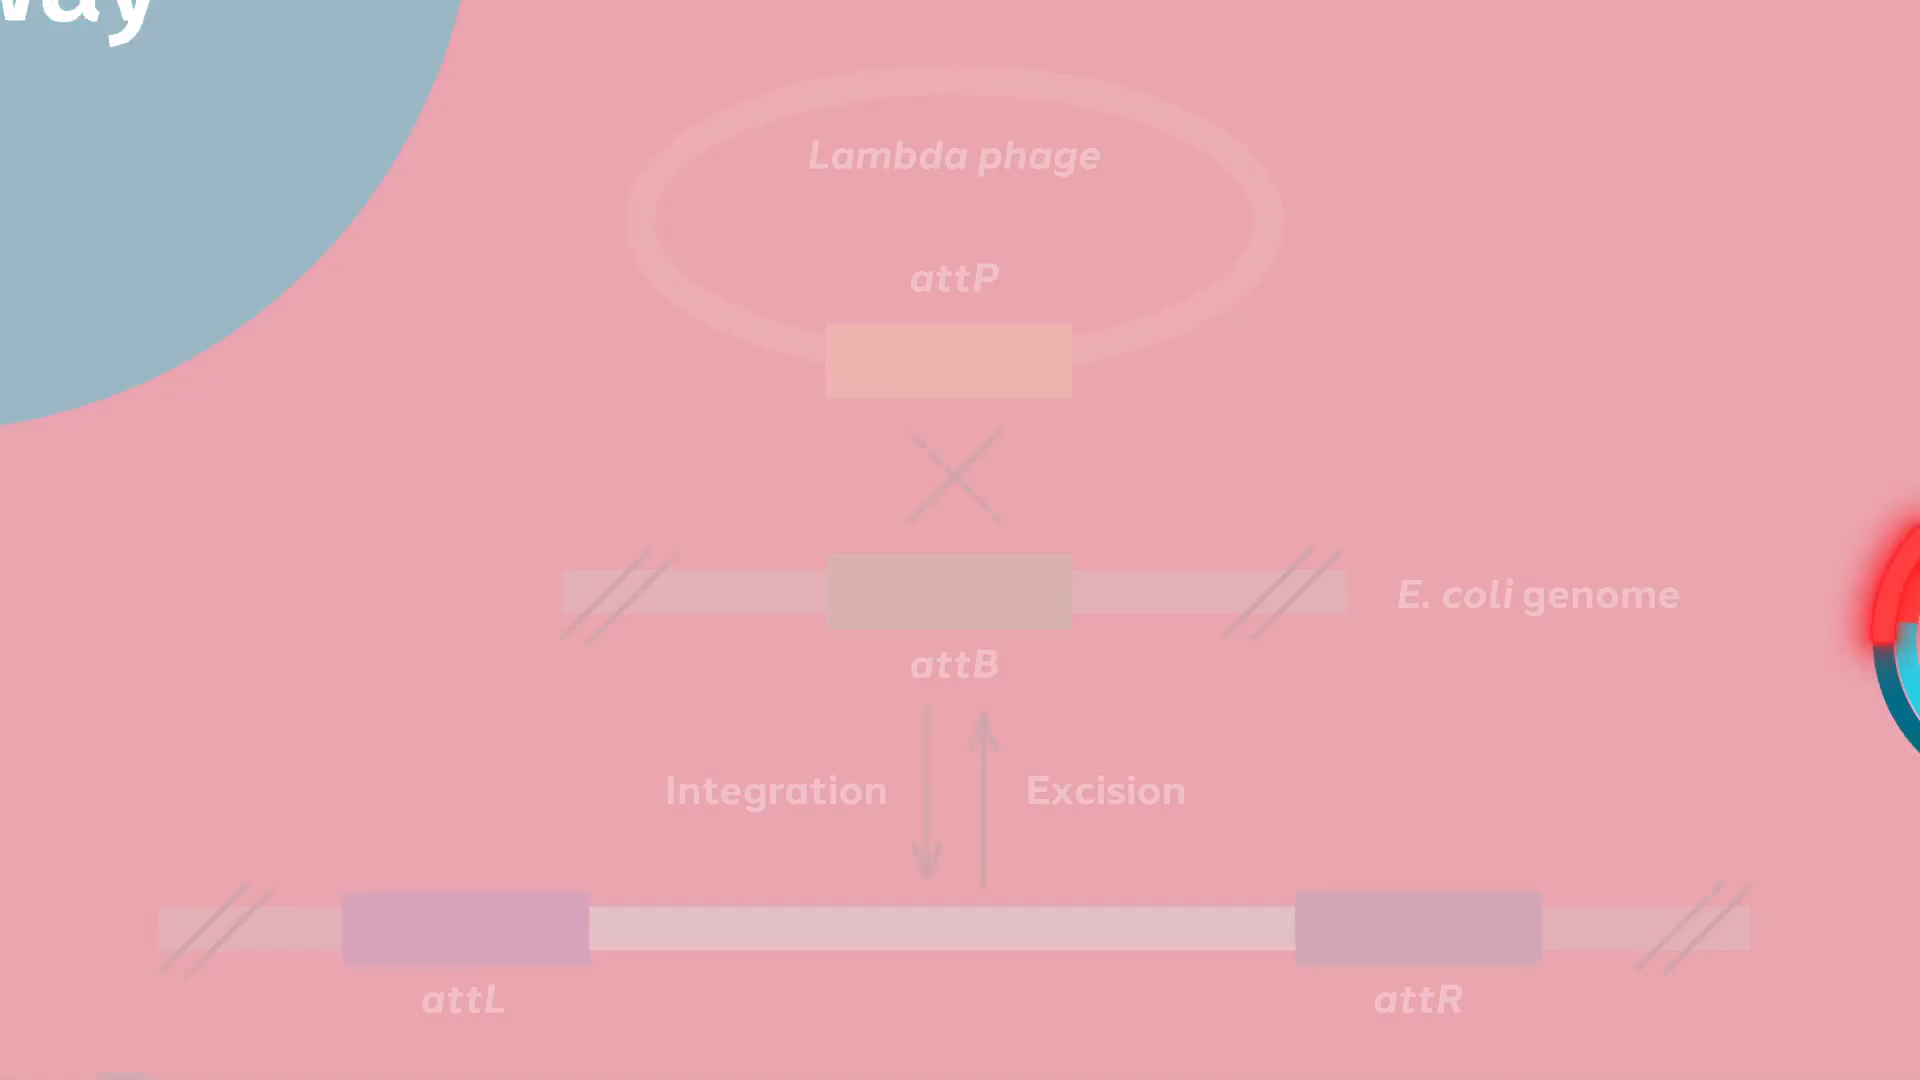 Lambda phage
attP
E. coli genome
attB
Integration
Excision
attL
attR